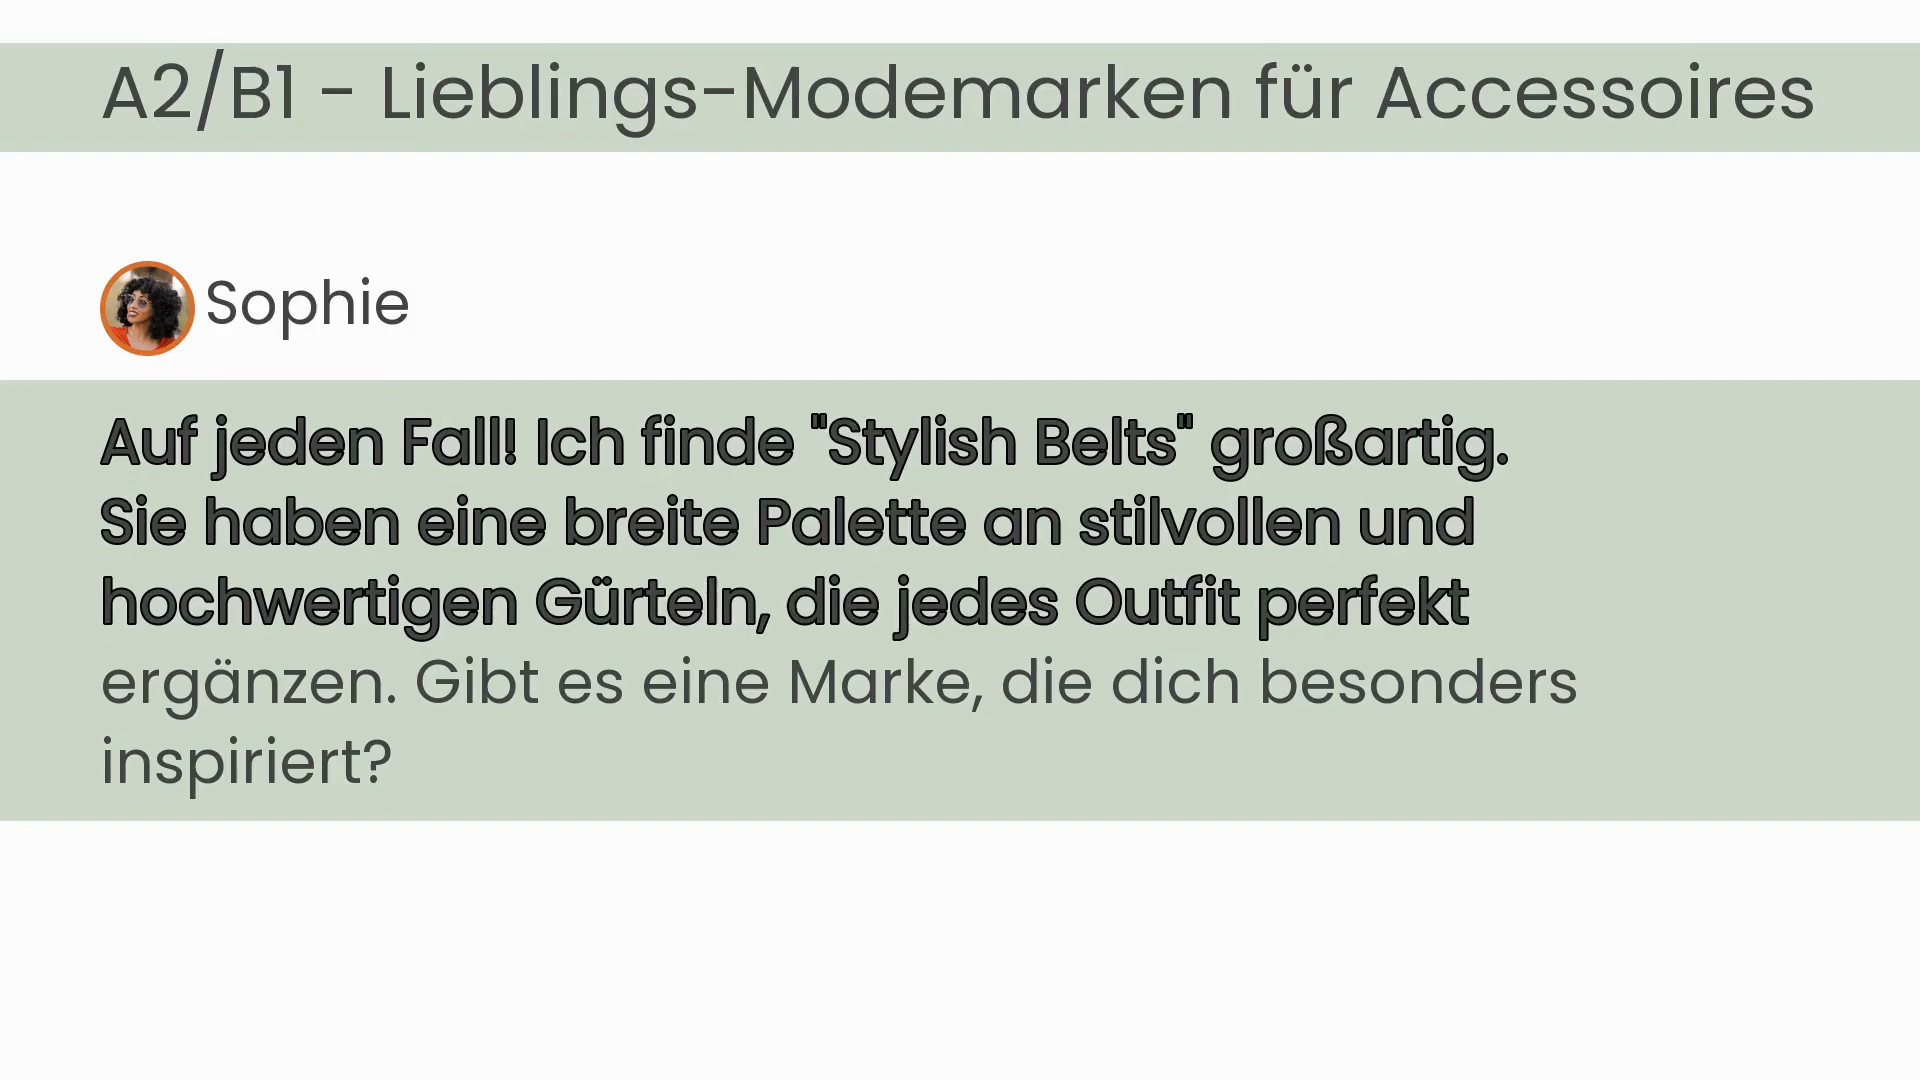 A2/B1 - Lieblings-Modemarken für Accessoires
Sophie
Auf jeden Fall! Ich finde "Stylish Belts" großartig.
Sie haben eine breite Palette an stilvollen und
hochwertigen Gürteln, die jedes Outfit perfekt
ergänzen. Gibt es eine Marke, die dich besonders
inspiriert?